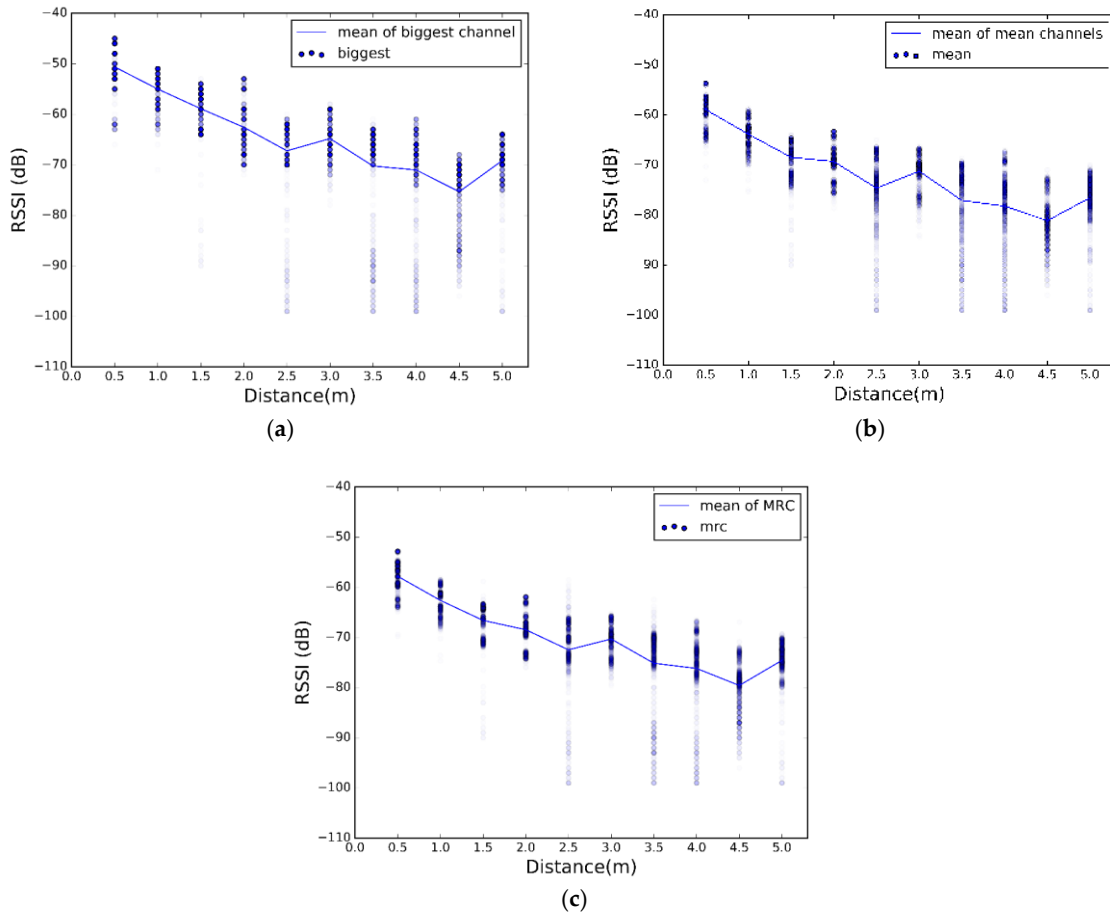 −40
−50
−60
−70
−80
−90
−100
−110
RSSI (dB)
mean of biggest channel
biggest
0.0 0.5 1.0 1.5 2.0 2.5 3.0 3.5 4.0 4.5 5.0
Distance(m)
(a)
−40
−50
−60
−70
−80
90
−100
−110
RSSI (dB)
mean of mean channels
mean
0.0 0.5 1.0 1.5 2.0 2.5 3.0 3.5 4.0 4.5 5.0
Distance(m)
(b)
−40
−50
−60
−70
−80
−90
−100
−110
RSSI (dB)
mean of MRC
mrc
0.0 0.5 1.0 1.5 2.0 2.5 3.0 3.5 4.0 4.5 5.0
Distance(m)
(c)